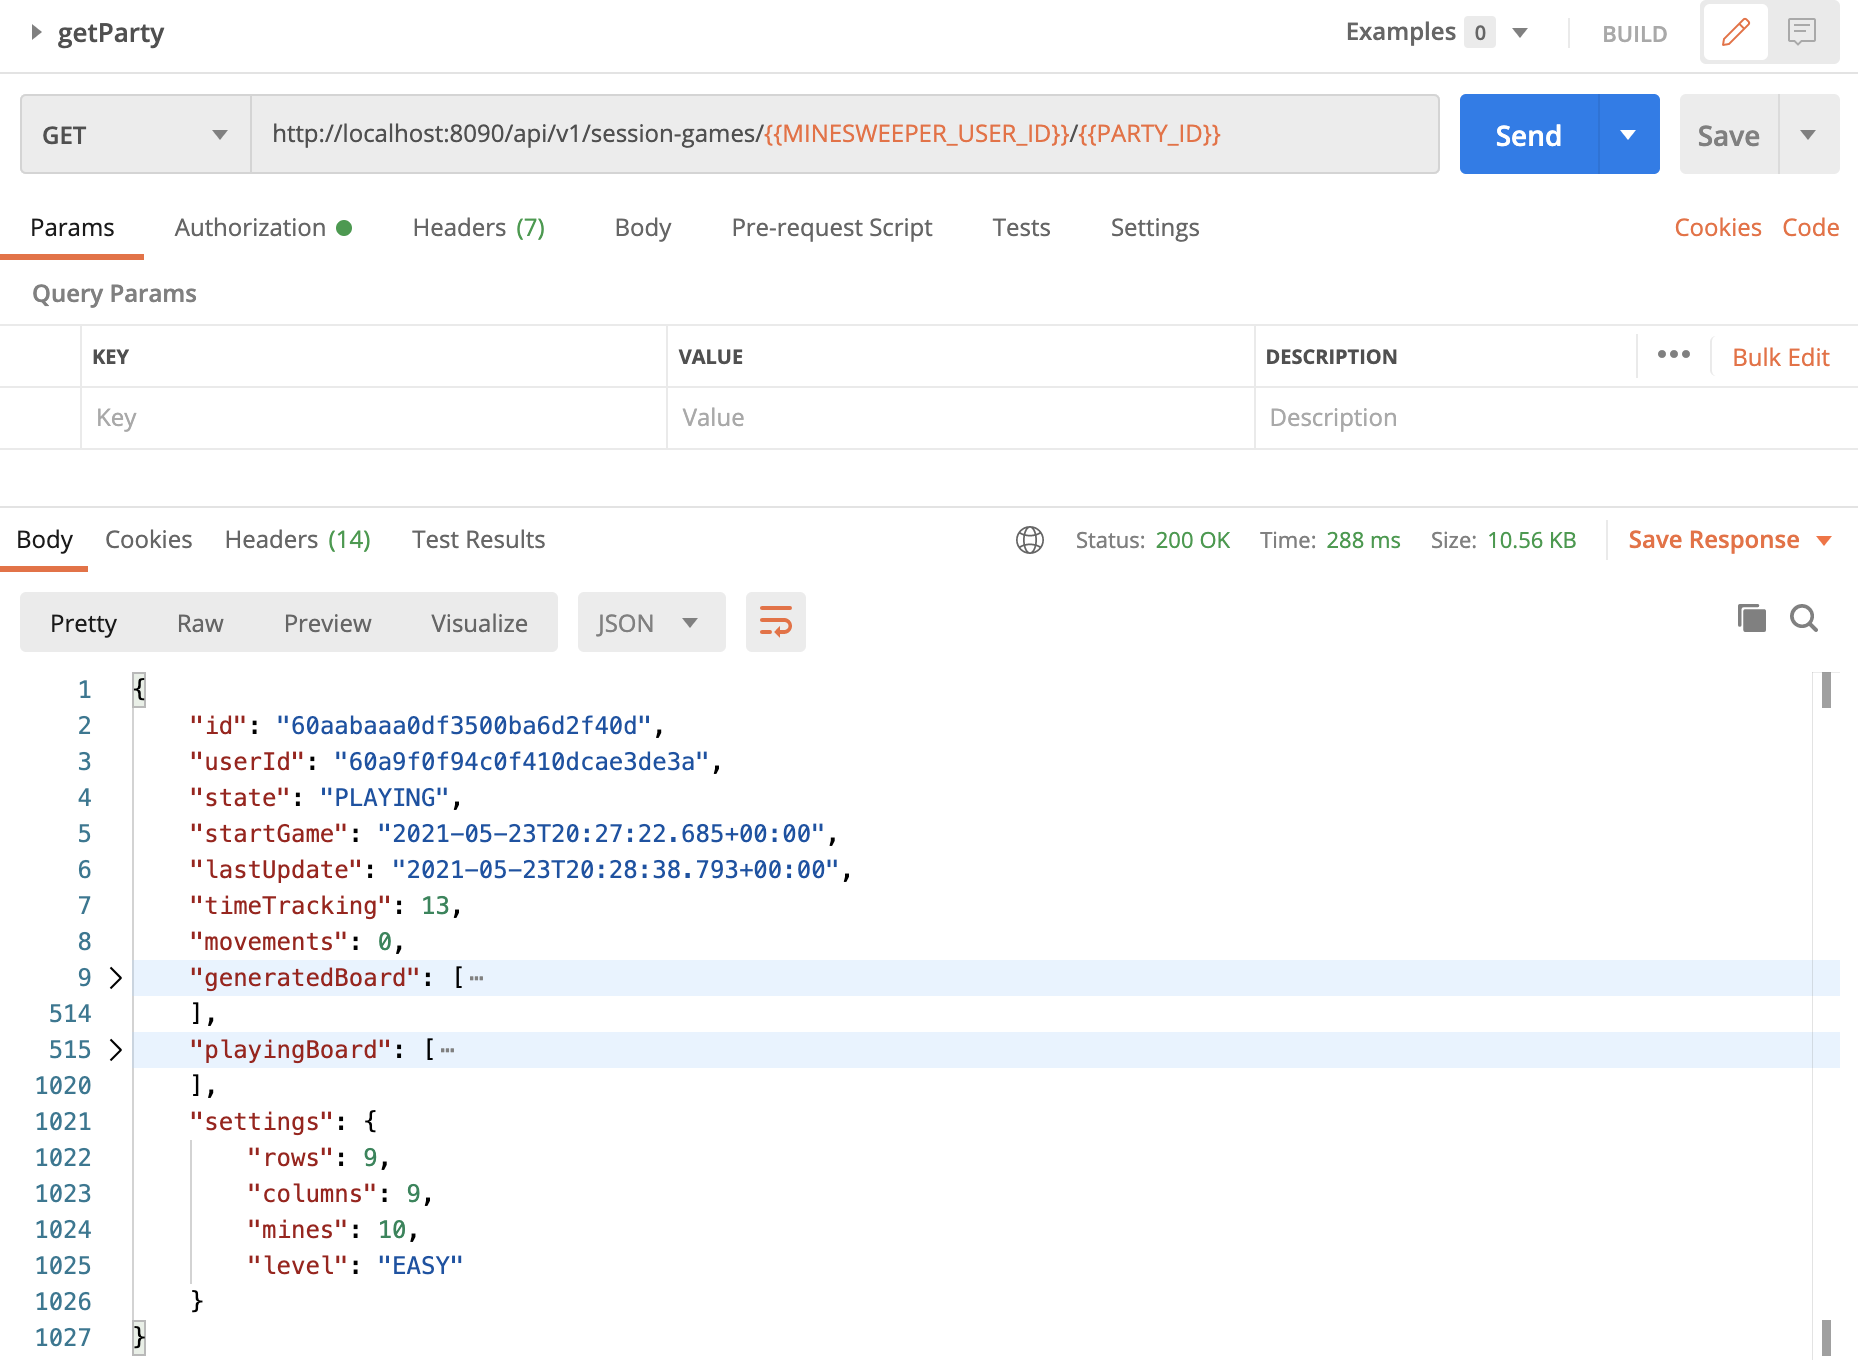 getParty
Examples 0
BUILD
GET
http://localhost:8090/api/v1/session-games/{{MINESWEEPER_USER_ID}}/{{PARTY_ID}}
Send
Save
Params Authorization Headers (7) Body Pre-request Script Tests Settings Cookies Code
Query Params
KEY VALUE DESCRIPTION ••• Bulk Edit
Key Value Description
Body Cookies Headers (14) Test Results Status: 200 OK Time: 288 ms Size: 10.56 KB Save Response
Pretty Raw Preview Visualize JSON
1 {
2 "id": "60aabaaa0df3500ba6d2f40d",
3 "userId": "60a9f0f94c0f410dcae3de3a",
4 "state": "PLAYING",
5 "startGame": "2021-05-23T20:27:22.685+00:00",
6 "lastUpdate": "2021-05-23T20:28:38.793+00:00",
7 "timeTracking": 13,
8 "movements": 0,
9 "generatedBoard": [⋯
514 ],
515 "playingBoard": [⋯
1020 ],
1021 "settings": {
1022 "rows": 9,
1023 "columns": 9,
1024 "mines": 10,
1025 "level": "EASY"
1026 }
1027 }